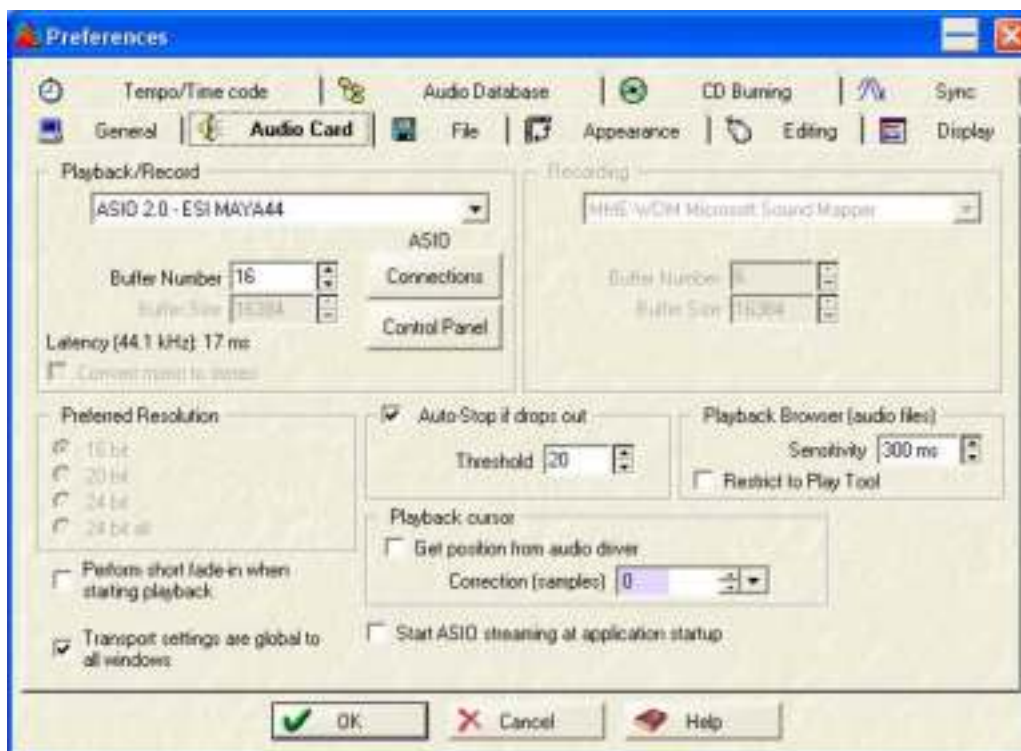 Preferences
Tempo/Time code Audio Database CD Burning Sync
General Audio Card File Appearance Editing Display
Playback/Record
ASIO 2.0 - ESI MAYA44
ASIO
Buffer Number 16
Connections
Buffer Size 16384
Control Panel
Latency (44.1 kHz): 17 ms
Convert mono to stereo
Recording
MME-WDM Microsoft Sound Mapper
Buffer Number
Buffer Size 16384
Preferred Resolution
16 bit
20 bit
24 bit
24 bit alt
Auto Stop if drops out
Threshold 20
Playback Browser (audio files)
Sensitivity 300 ms
Restrict to Play Tool
Playback cursor
Get position from audio driver
Correction (samples) 0
Perform short fade-in when
starting playback
Transport settings are global to
all windows
Start ASIO streaming at application startup
OK Cancel Help